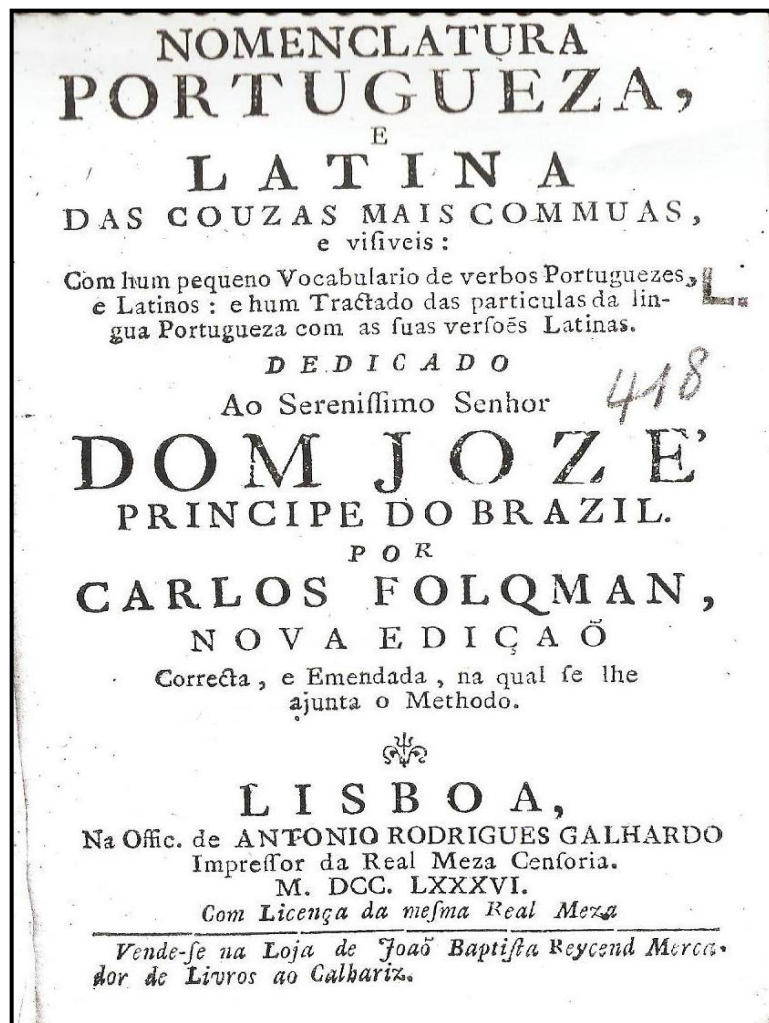 NOMENCLATURA
PORTUGUEZA,
E
LATINA
DAS COUZAS MAIS COMMUAS,
e viſiveis :
Com hum pequeno Vocabulario de verbos Portuguezes,
e Latinos : e hum Tractado das particulas da lin-
gua Portugueza com as ſuas verſoẽs Latinas.
L.
DEDICADO
Ao Sereniſſimo Senhor
418
DOM JOZE'
PRINCIPE DO BRAZIL.
POR
CARLOS FOLQMAN,
NOVA EDIÇAÕ
Correcta, e Emendada, na qual ſe lhe
ajunta o Methodo.
LISBOA,
Na Offic. de ANTONIO RODRIGUES GALHARDO
Impreſſor da Real Meza Cenſoria.
M. DCC. LXXXVI.
Com Licença da meſma Real Meza
Vende-ſe na Loja de Joaõ Baptiſta Reycend Merca-
dor de Livros ao Calhariz.